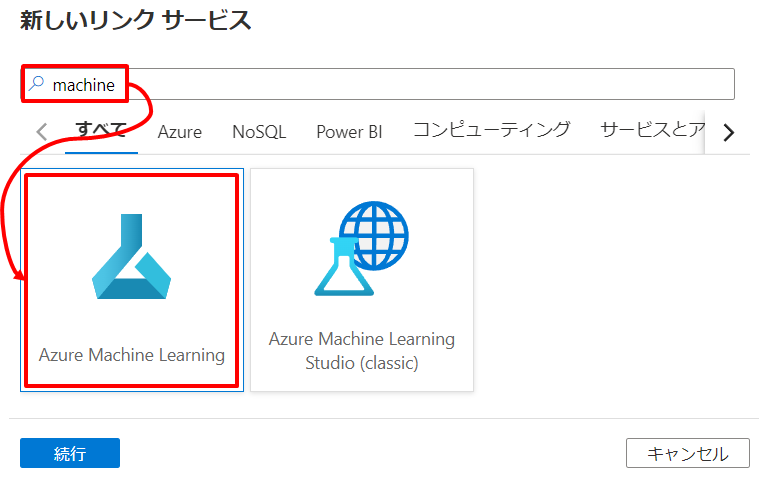 新しいリンク サービス
machine
すべて Azure NoSQL Power BI コンピューティング サービスとア
Azure Machine Learning
Azure Machine Learning
Studio (classic)
続行 キャンセル